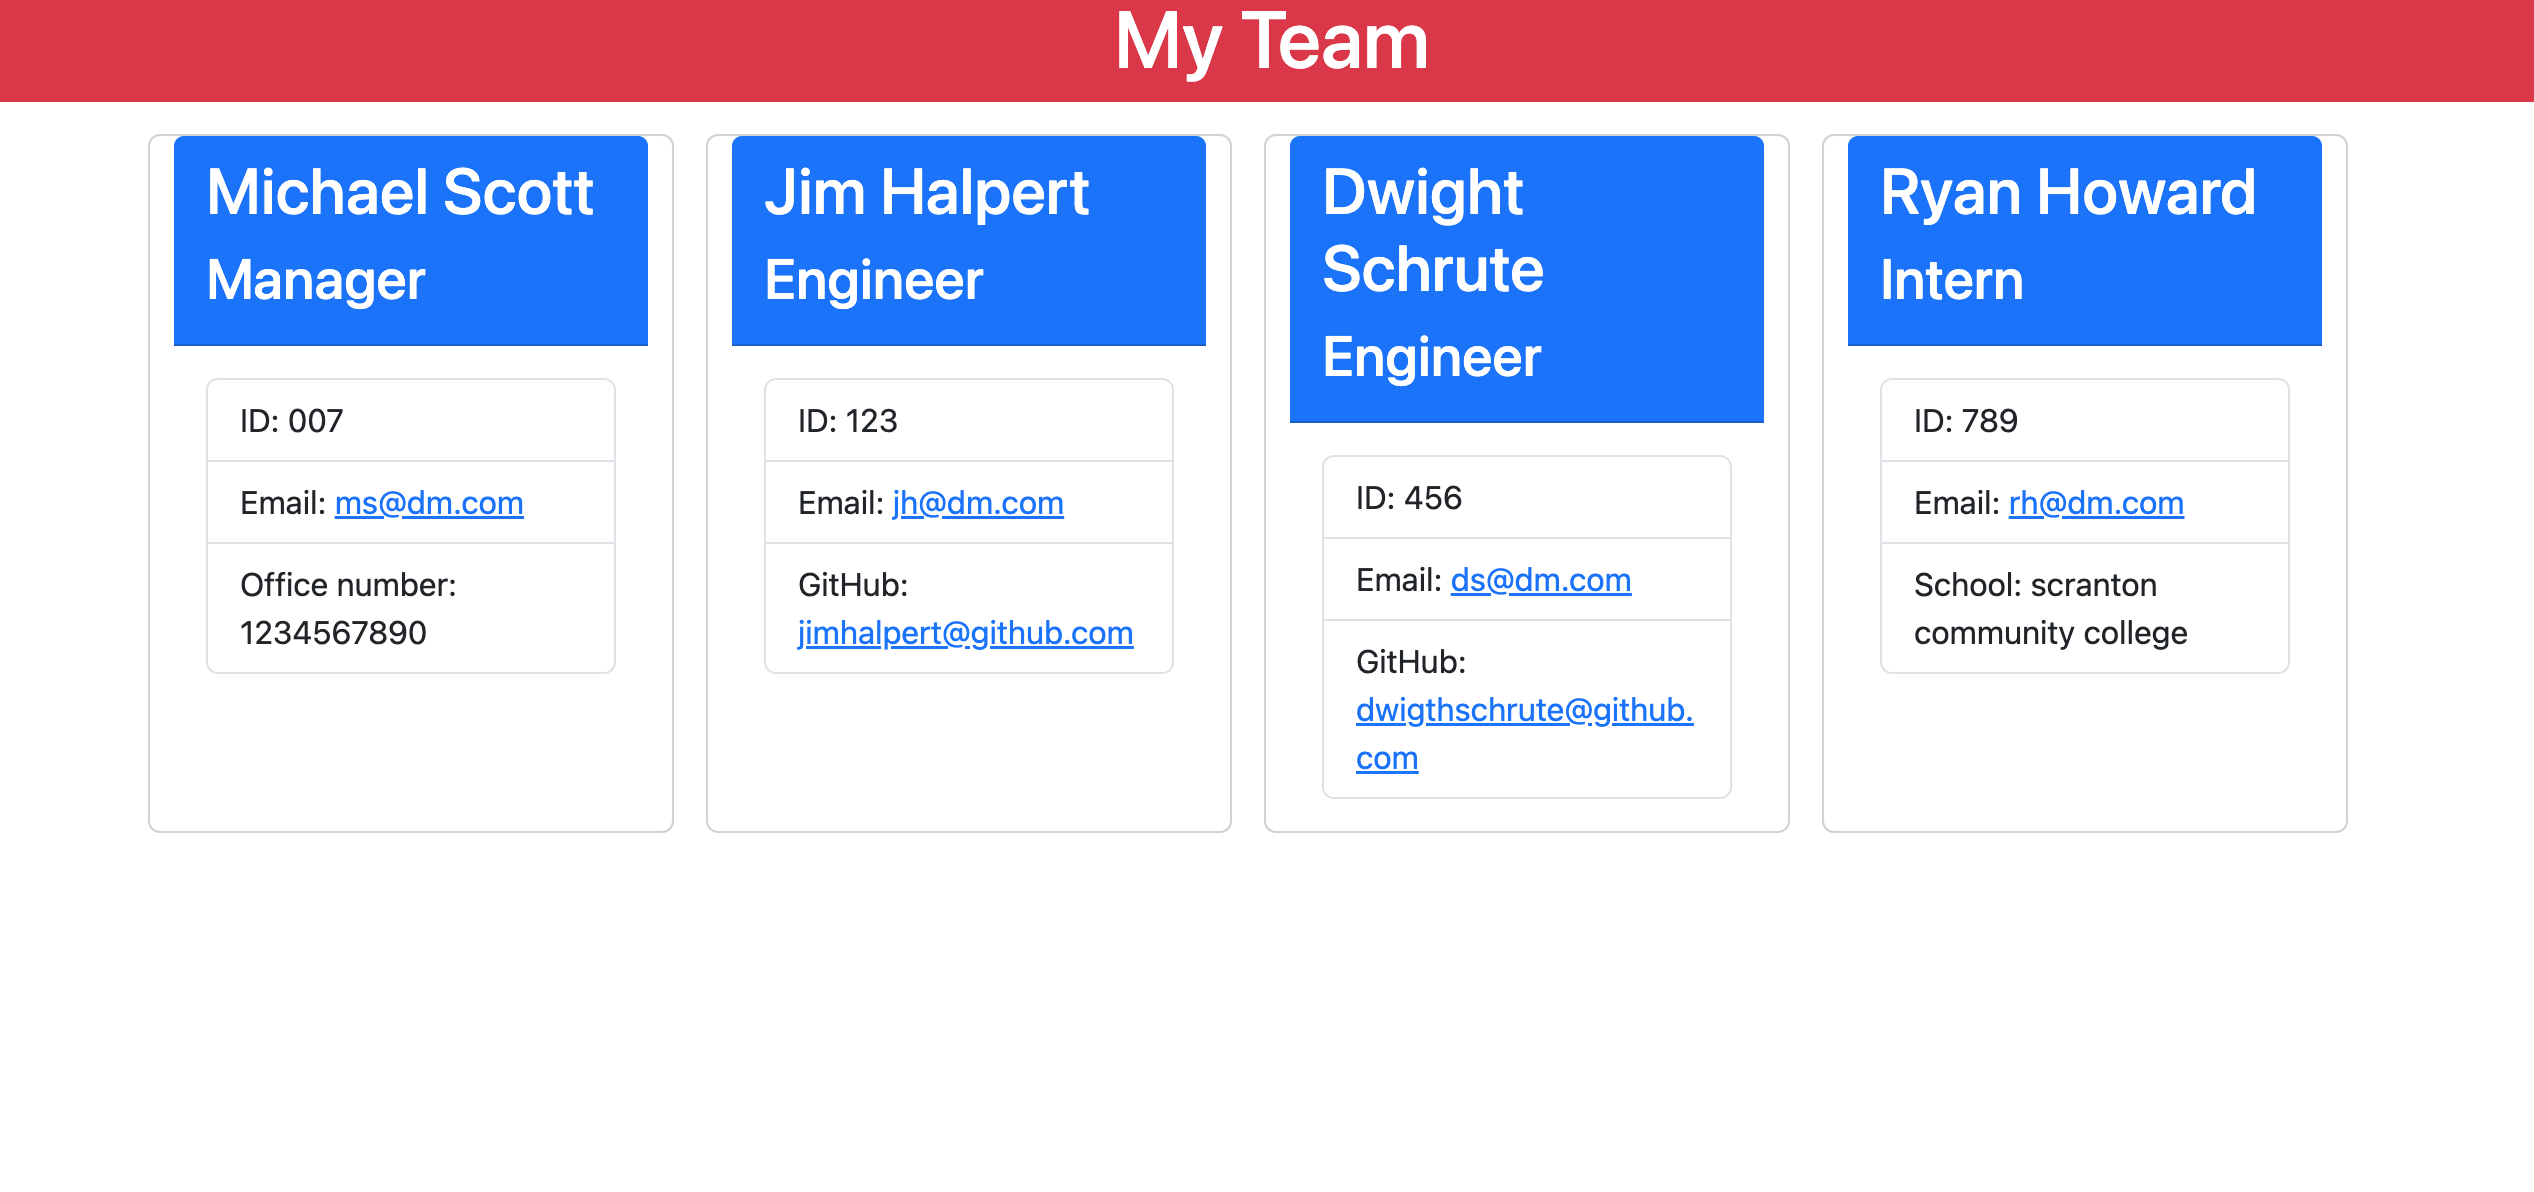 My Team
Michael Scott
Manager
ID: 007
Email: ms@dm.com
Office number:
1234567890
Jim Halpert
Engineer
ID: 123
Email: jh@dm.com
GitHub:
jimhalpert@github.com
Dwight
Schrute
Engineer
ID: 456
Email: ds@dm.com
GitHub:
dwigthschrute@github.
com
Ryan Howard
Intern
ID: 789
Email: rh@dm.com
School: scranton
community college